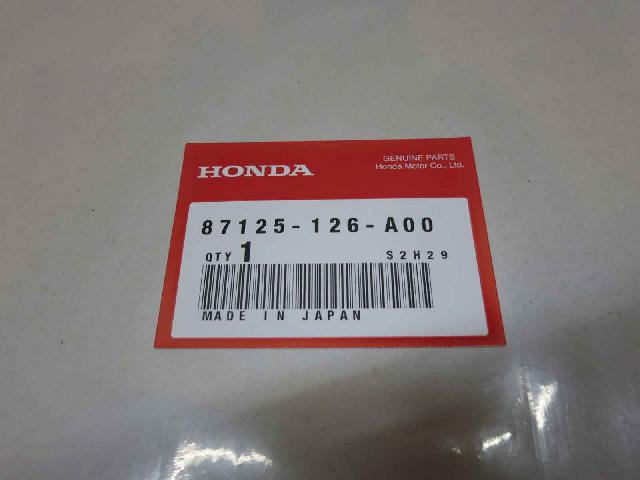 HONDA
GENUINE PARTS
Honda Motor Co., Ltd.
87125-126-A00
QTY 1 S2H29
MADE IN JAPAN